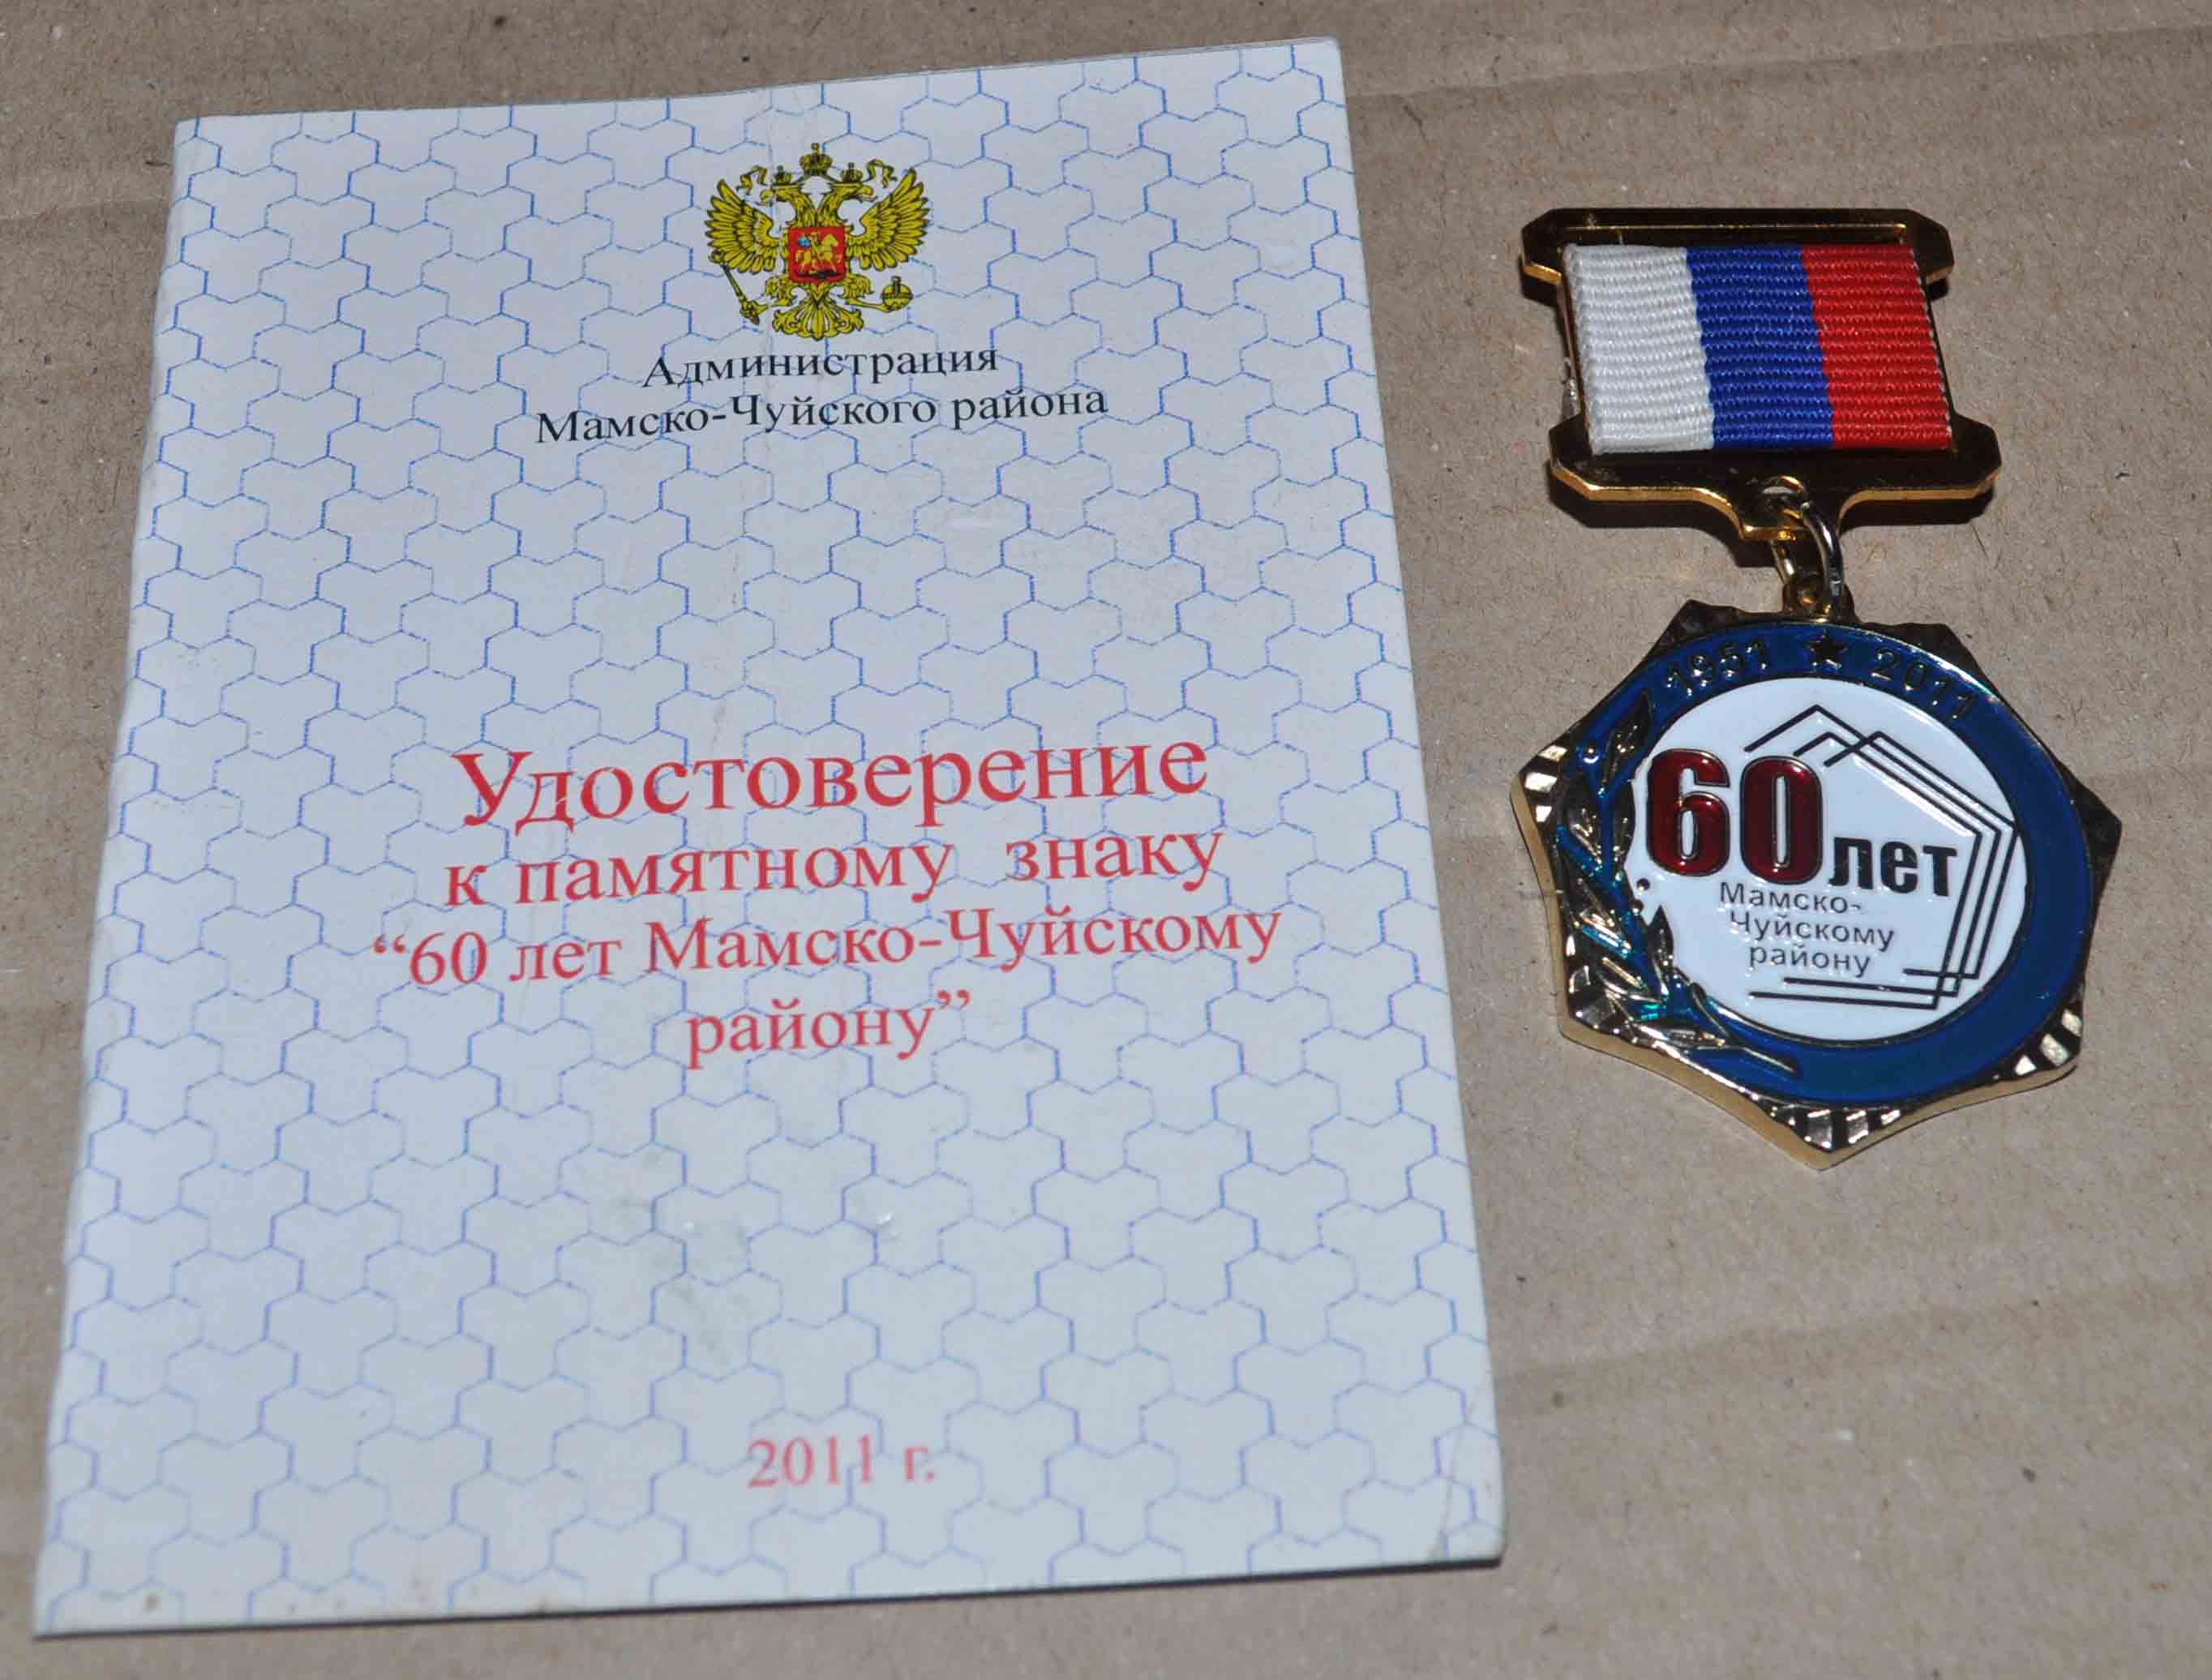 Администрация
Мамско-Чуйского района
Удостоверение
к памятному знаку
“60 лет Мамско-Чуйскому
району”
2011 г.
1951 ★ 2011
60 лет
Мамско-
Чуйскому
району